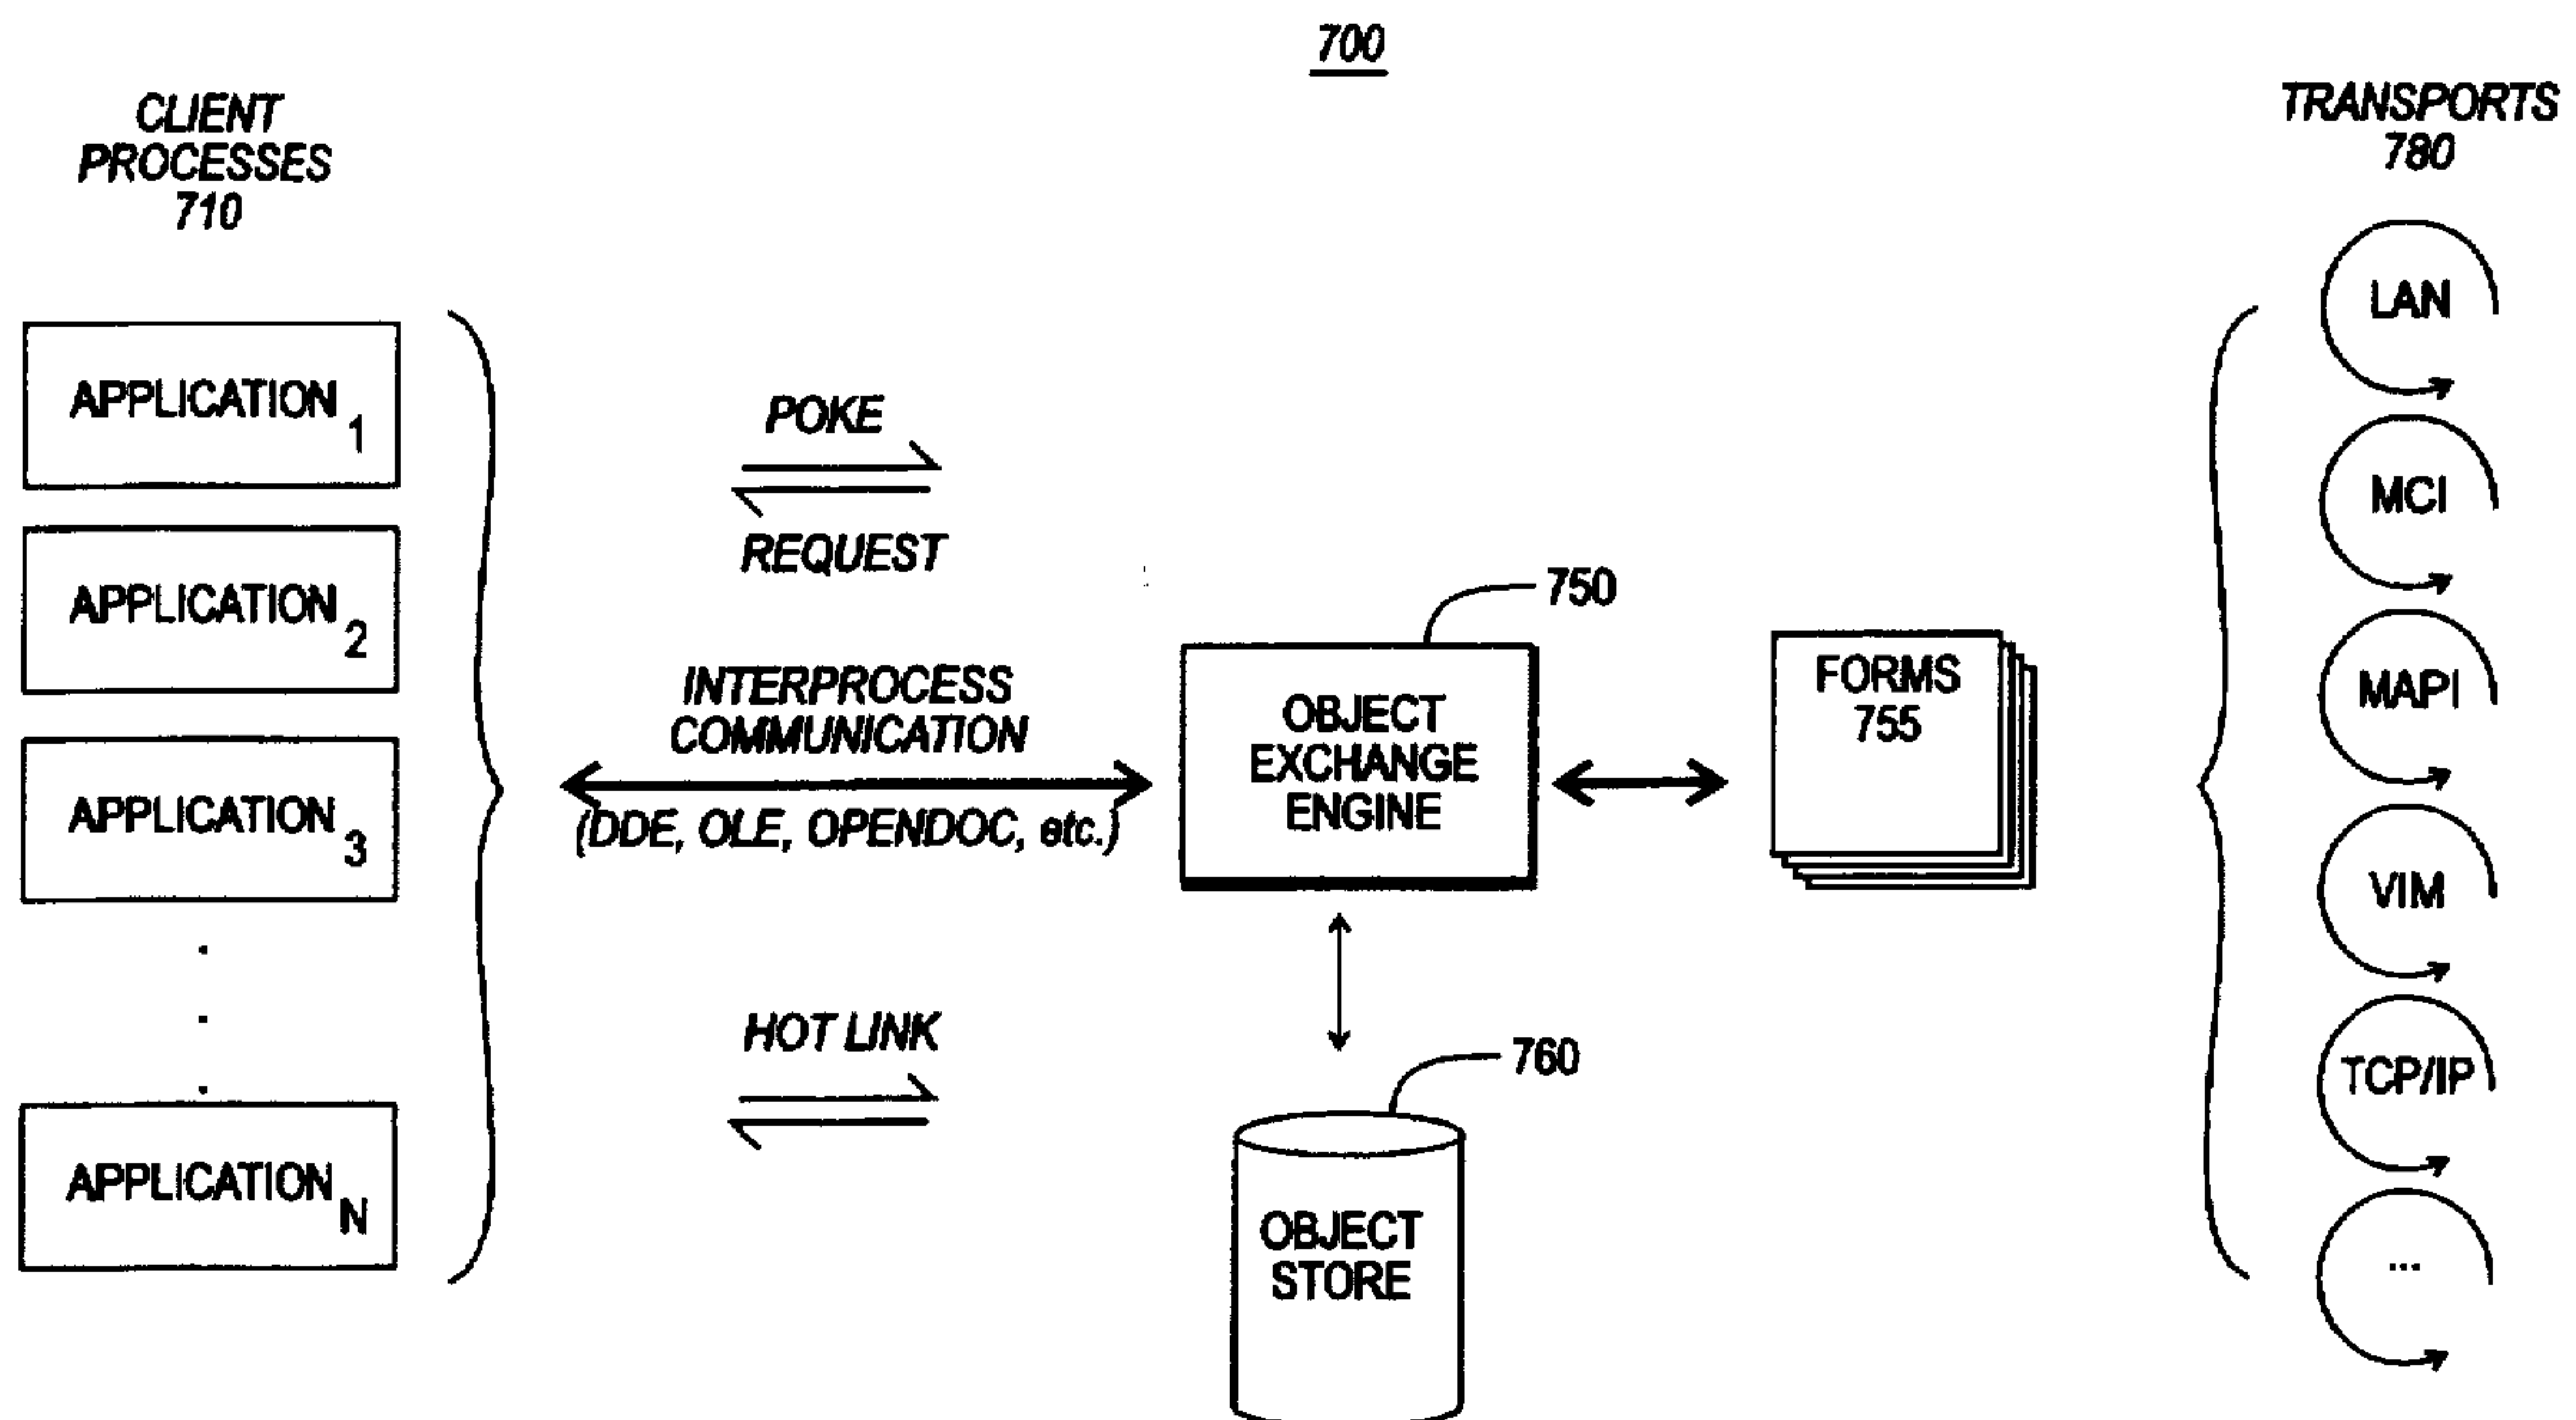 700
CLIENT
PROCESSES
710
APPLICATION 1
APPLICATION 2
APPLICATION 3
.
.
.
APPLICATION N
POKE
REQUEST
INTERPROCESS
COMMUNICATION
(DDE, OLE, OPENDOC, etc.)
HOT LINK
750
OBJECT
EXCHANGE
ENGINE
FORMS
755
760
OBJECT
STORE
TRANSPORTS
780
LAN
MCI
MAPI
VIM
TCP/IP
...